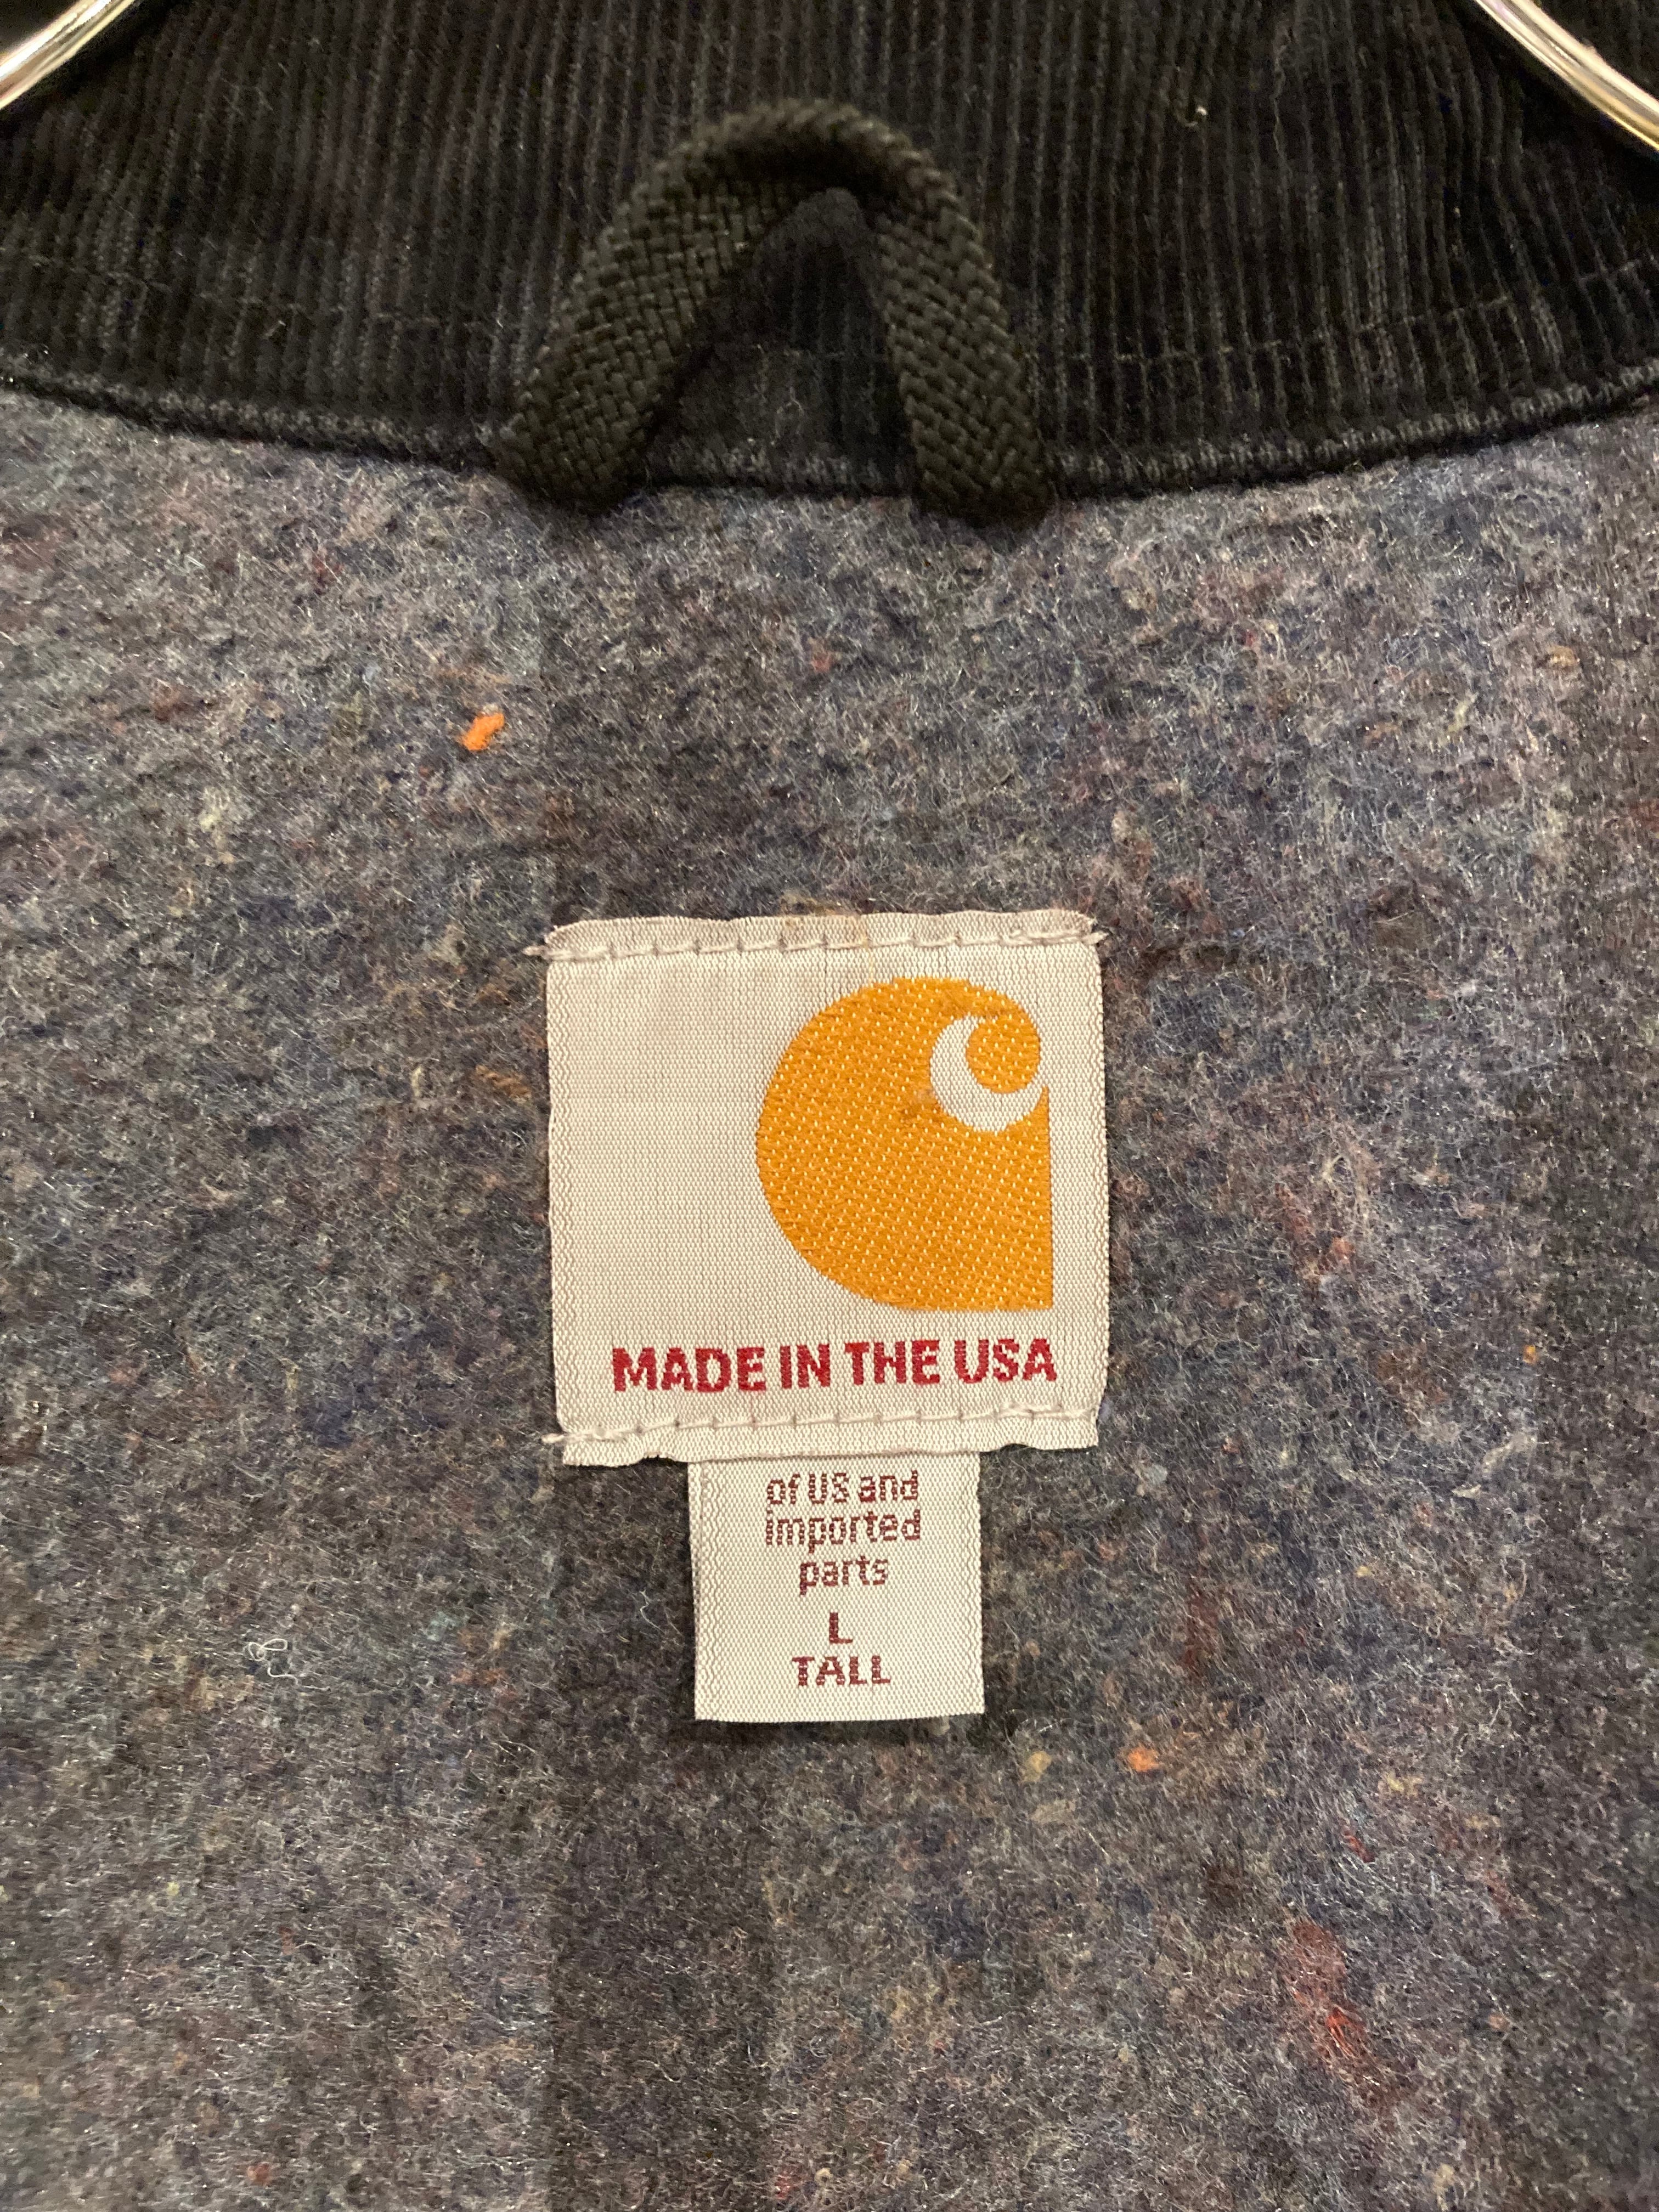 MADE IN THE USA
of US and
imported
parts
L
TALL